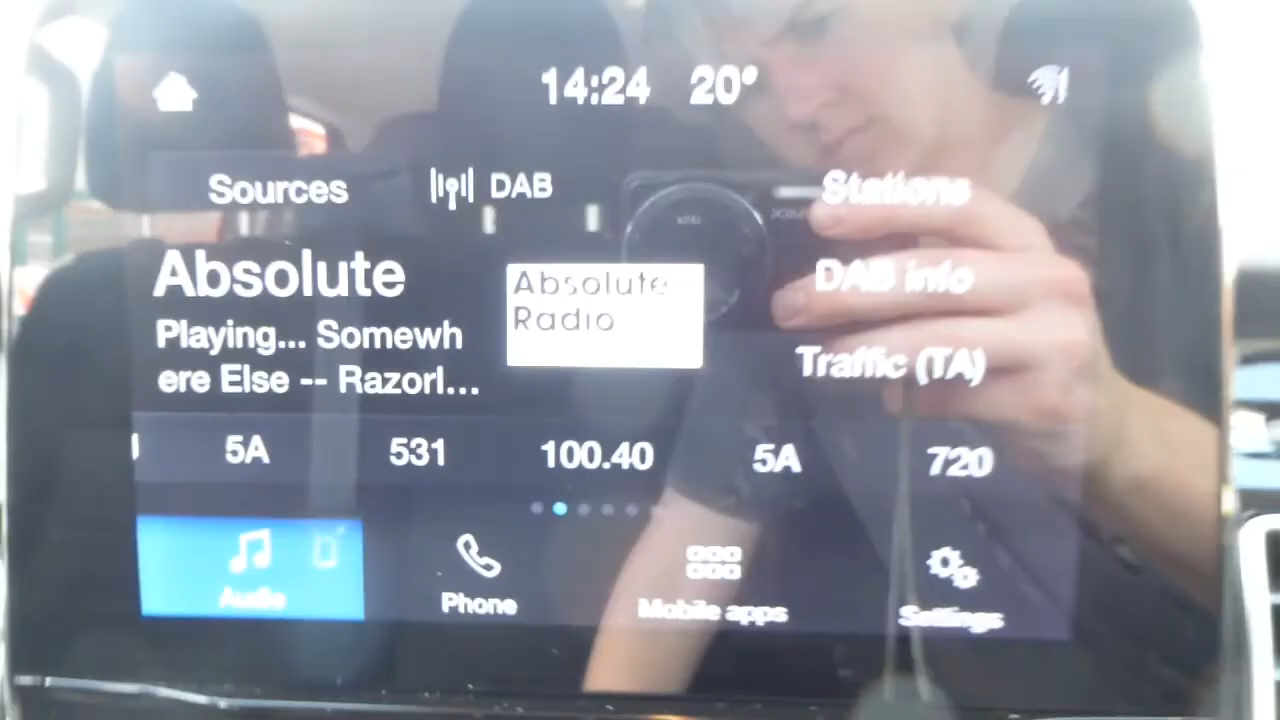 14:24 20°
Sources DAB Stations
Absolute
Absolute
Radio
DAB info
Playing... Somewh
ere Else -- Razorl...
Traffic (TA)
5A 531 100.40 5A 720
Audio Phone Mobile apps Settings